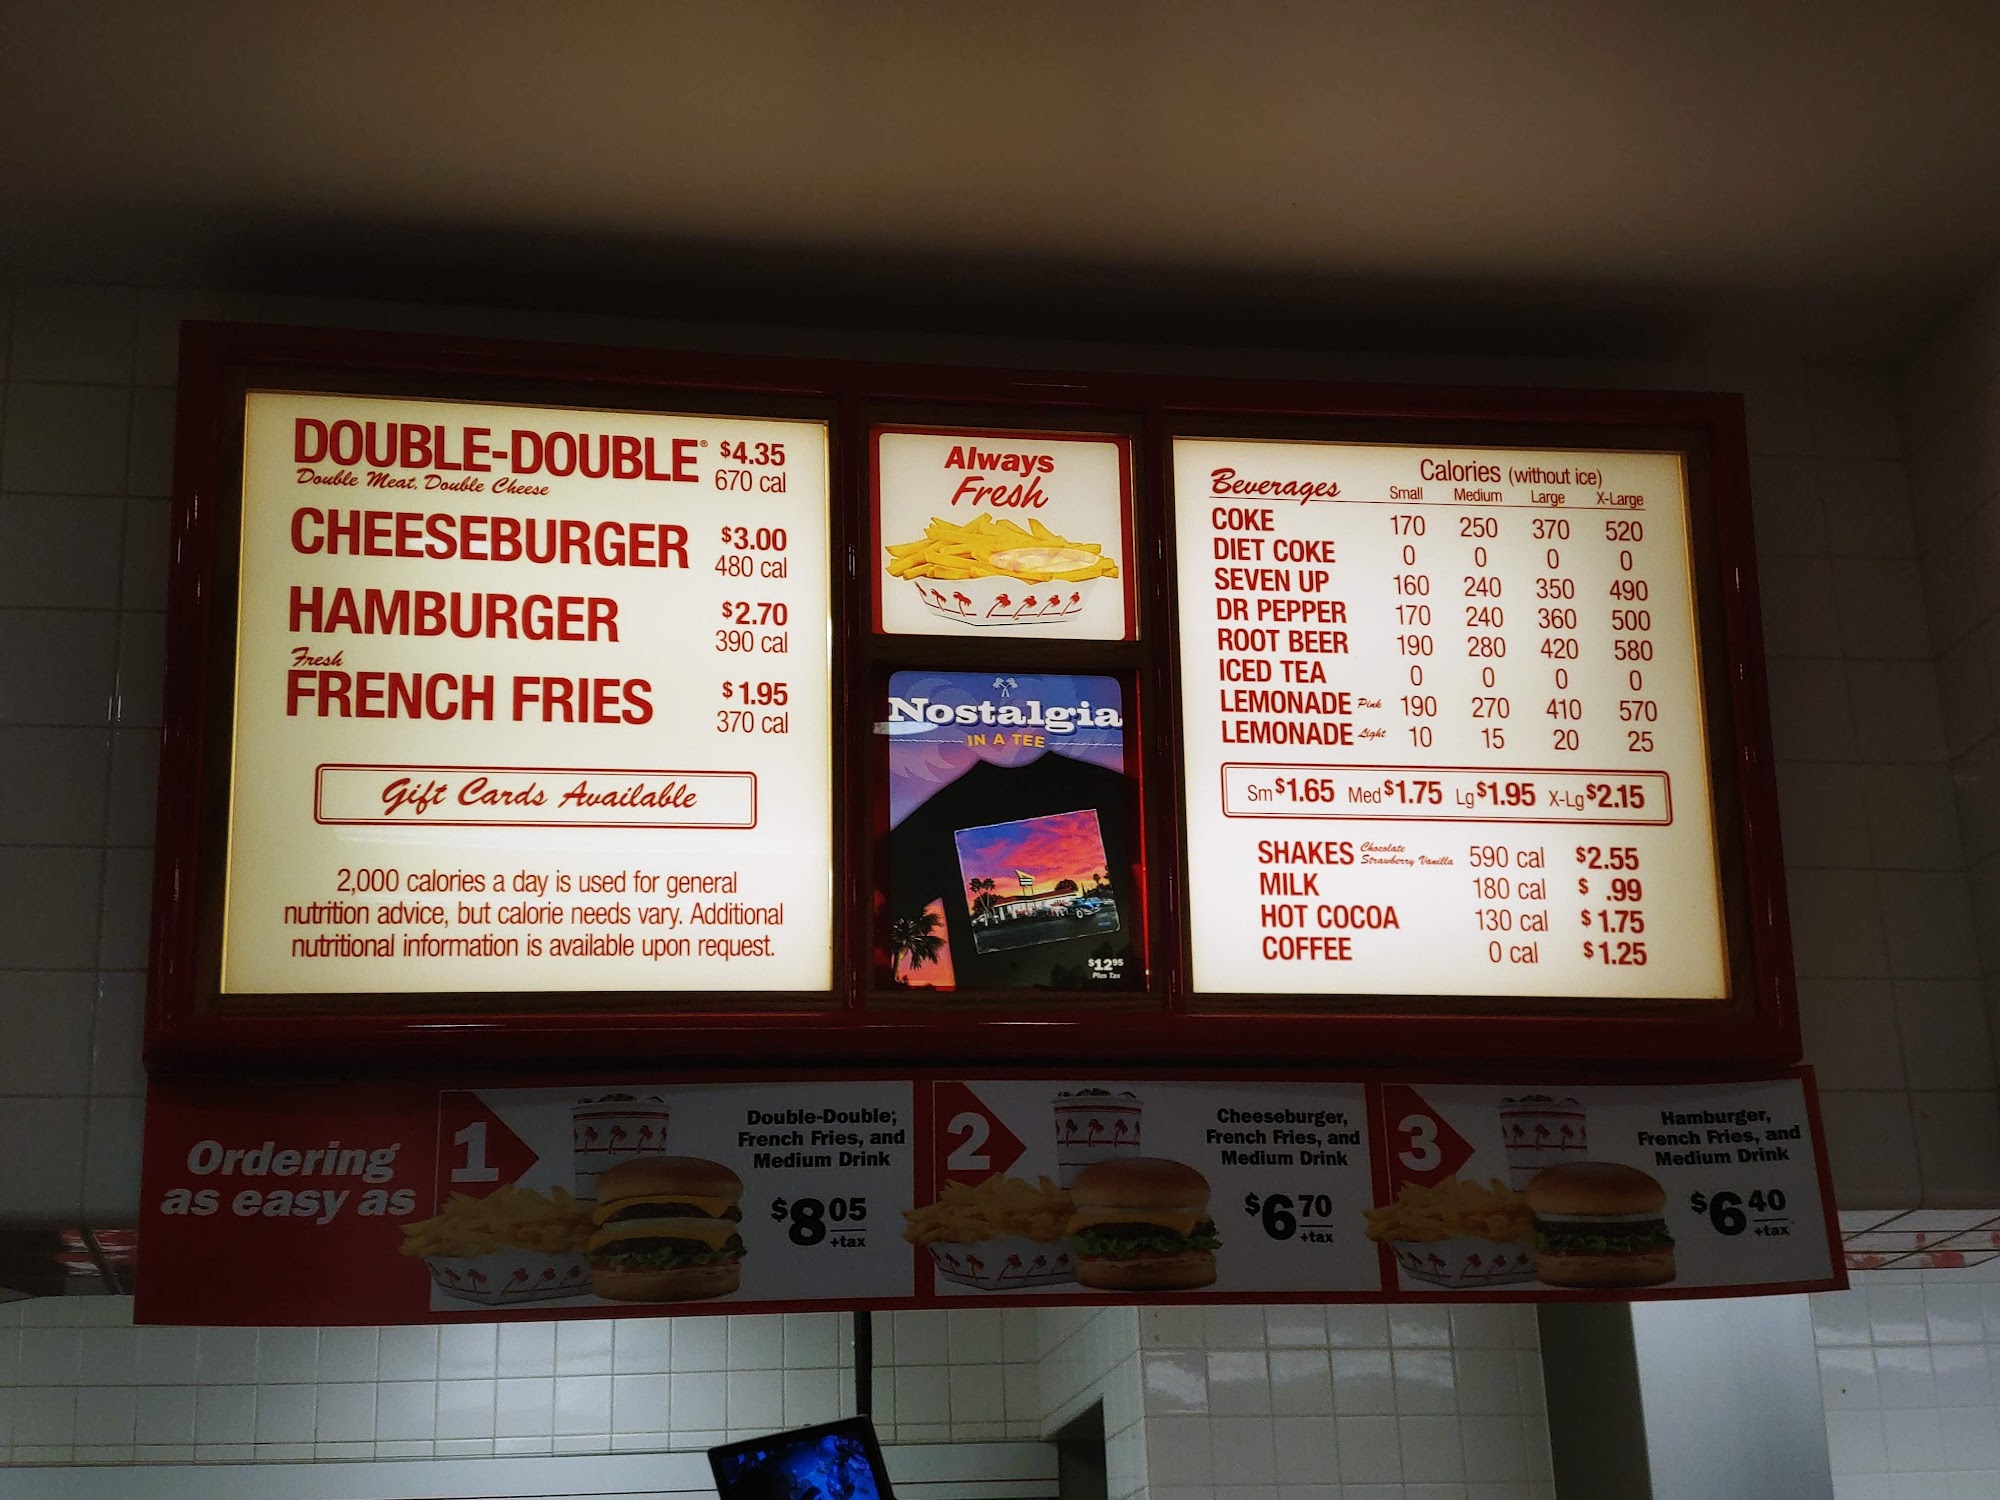 DOUBLE-DOUBLE® $4.35
Double Meat, Double Cheese 670 cal
CHEESEBURGER $3.00
480 cal
HAMBURGER $2.70
390 cal
Fresh
FRENCH FRIES $1.95
370 cal
Gift Cards Available
2,000 calories a day is used for general
nutrition advice, but calorie needs vary. Additional
nutritional information is available upon request.
Always
Fresh
Nostalgia
IN A TEE
$12.95
Plus Tax
Beverages Calories (without ice)
Small Medium Large X-Large
COKE 170 250 370 520
DIET COKE 0 0 0 0
SEVEN UP 160 240 350 490
DR PEPPER 170 240 360 500
ROOT BEER 190 280 420 580
ICED TEA 0 0 0 0
LEMONADE Pink 190 270 410 570
LEMONADE Light 10 15 20 25
Sm $1.65 Med $1.75 Lg $1.95 X-Lg $2.15
SHAKES Chocolate Strawberry Vanilla 590 cal $2.55
MILK 180 cal $ .99
HOT COCOA 130 cal $1.75
COFFEE 0 cal $1.25
Ordering
as easy as
1
Double-Double,
French Fries, and
Medium Drink
$8.05
+tax
2
Cheeseburger,
French Fries, and
Medium Drink
$6.70
+tax
3
Hamburger,
French Fries, and
Medium Drink
$6.40
+tax